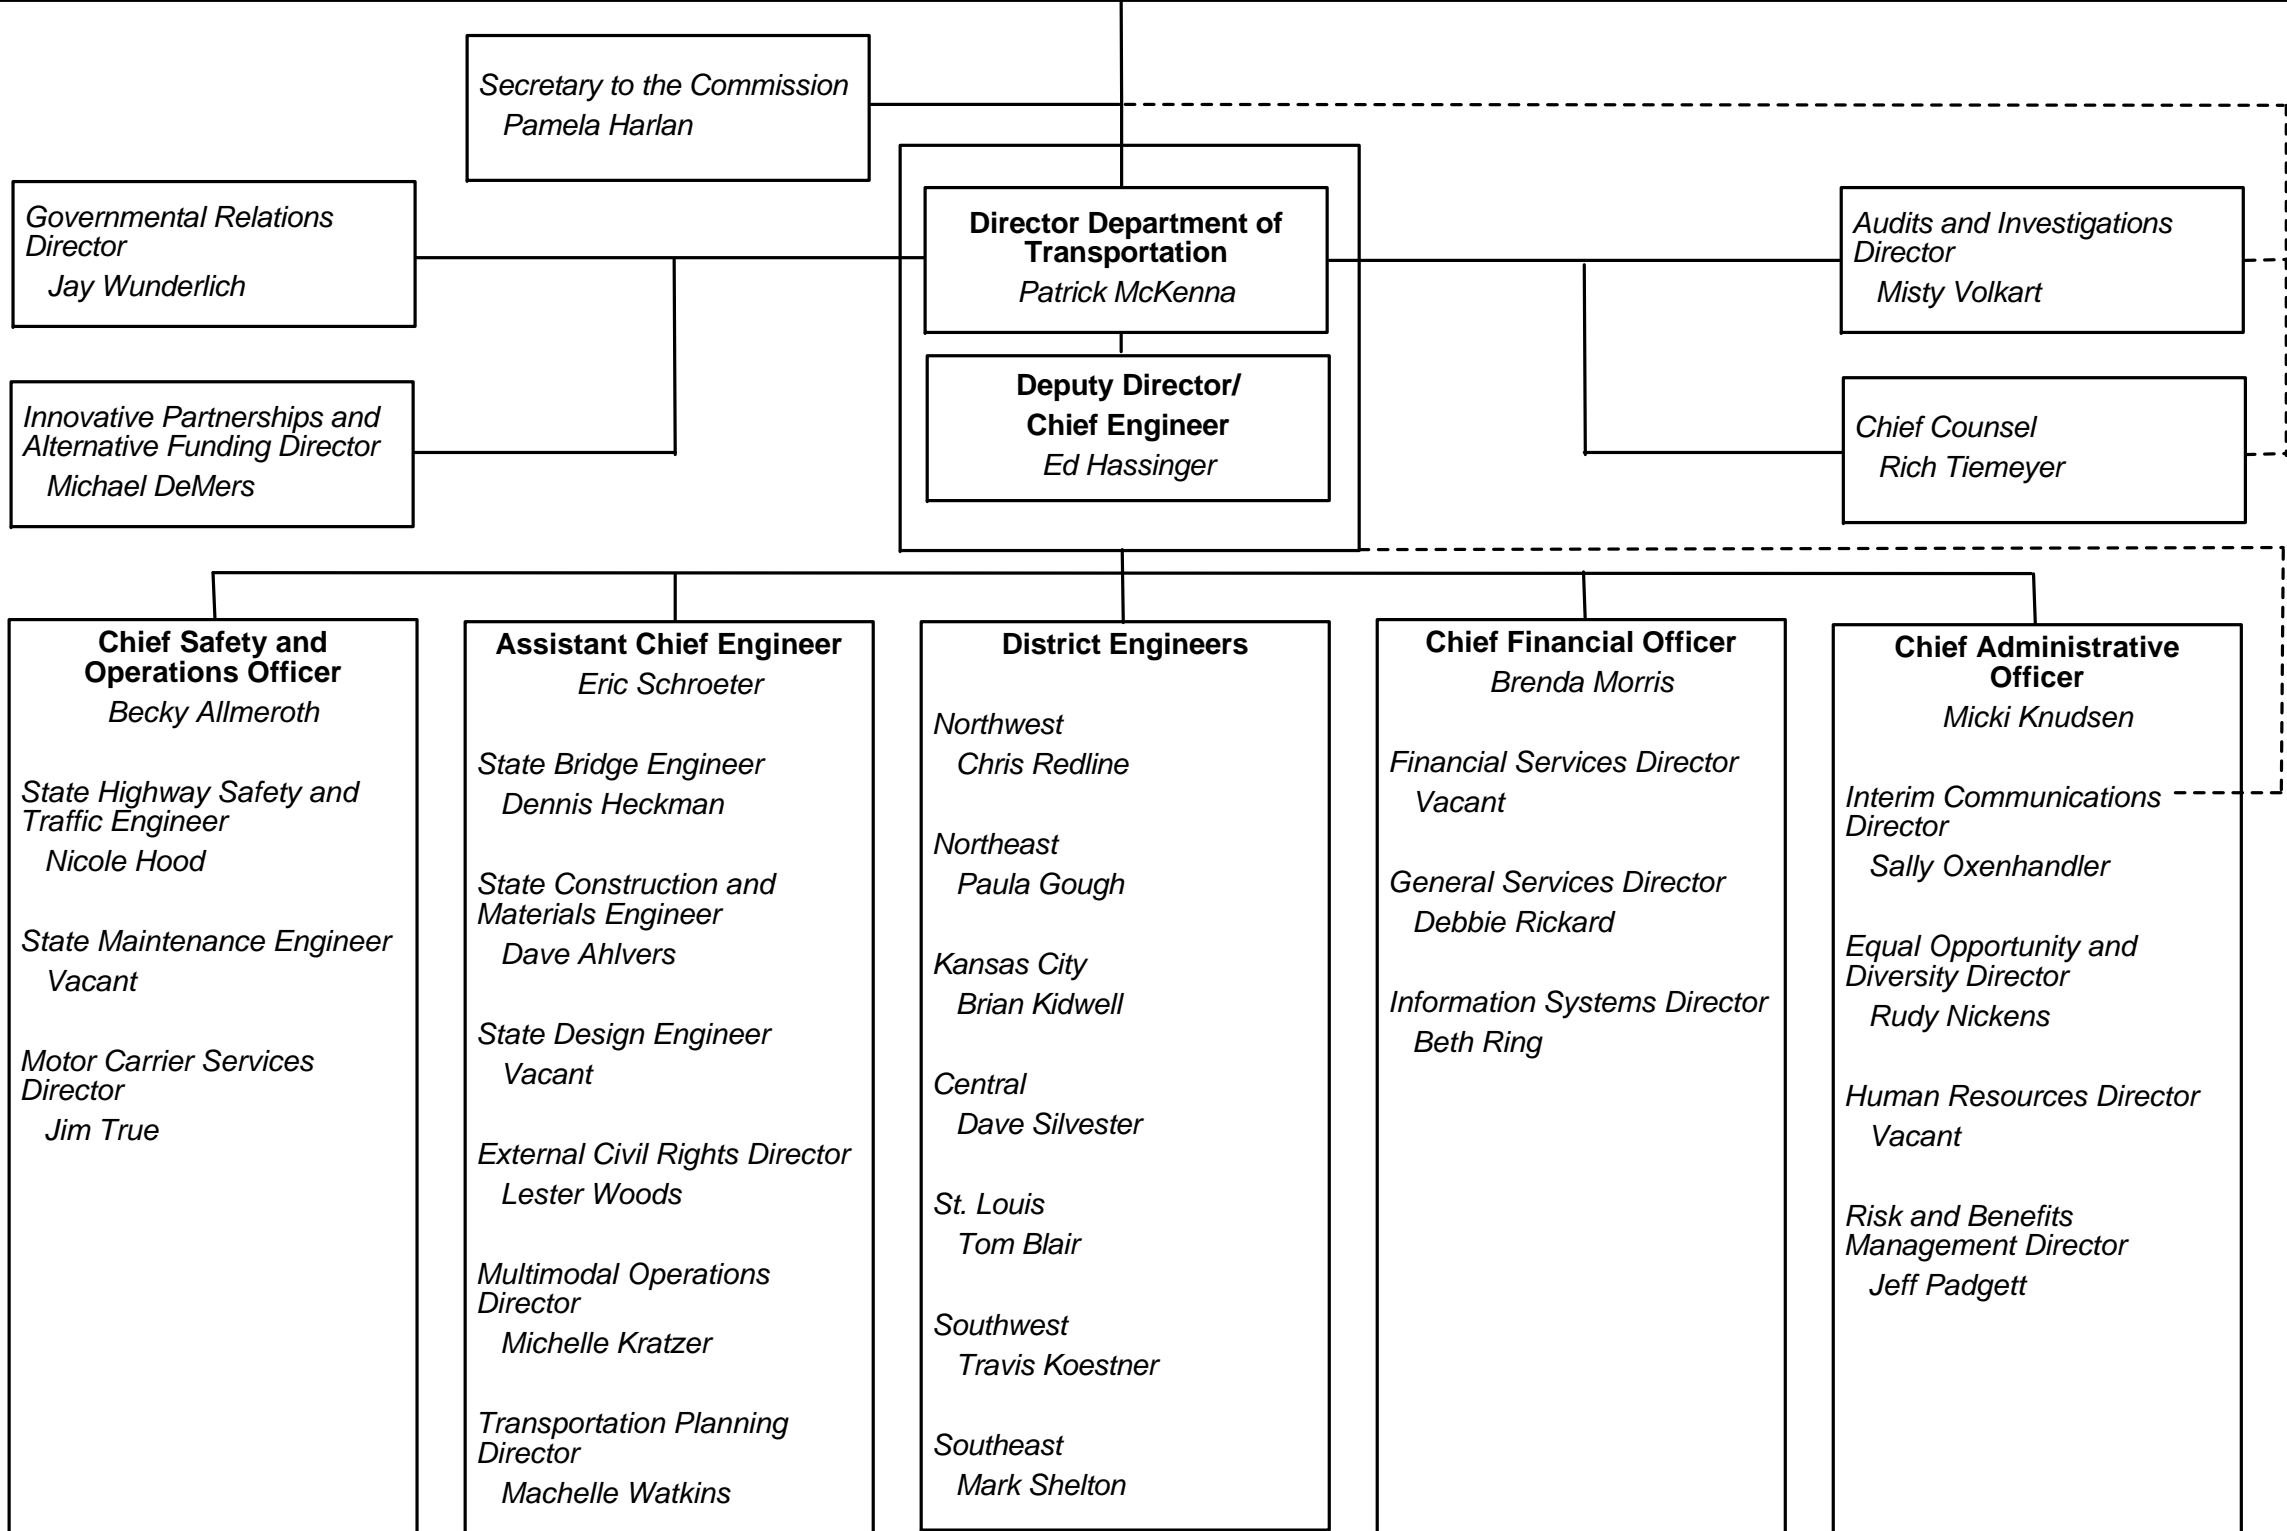 Secretary to the Commission
Pamela Harlan
Governmental Relations
Director
Jay Wunderlich
Director Department of
Transportation
Patrick McKenna
Audits and Investigations
Director
Misty Volkart
Innovative Partnerships and
Alternative Funding Director
Michael DeMers
Deputy Director/
Chief Engineer
Ed Hassinger
Chief Counsel
Rich Tiemeyer
Chief Safety and
Operations Officer
Becky Allmeroth
State Highway Safety and
Traffic Engineer
Nicole Hood
State Maintenance Engineer
Vacant
Motor Carrier Services
Director
Jim True
Assistant Chief Engineer
Eric Schroeter
State Bridge Engineer
Dennis Heckman
State Construction and
Materials Engineer
Dave Ahlvers
State Design Engineer
Vacant
External Civil Rights Director
Lester Woods
Multimodal Operations
Director
Michelle Kratzer
Transportation Planning
Director
Machelle Watkins
District Engineers
Northwest
Chris Redline
Northeast
Paula Gough
Kansas City
Brian Kidwell
Central
Dave Silvester
St. Louis
Tom Blair
Southwest
Travis Koestner
Southeast
Mark Shelton
Chief Financial Officer
Brenda Morris
Financial Services Director
Vacant
General Services Director
Debbie Rickard
Information Systems Director
Beth Ring
Chief Administrative
Officer
Micki Knudsen
Interim Communications
Director
Sally Oxenhandler
Equal Opportunity and
Diversity Director
Rudy Nickens
Human Resources Director
Vacant
Risk and Benefits
Management Director
Jeff Padgett